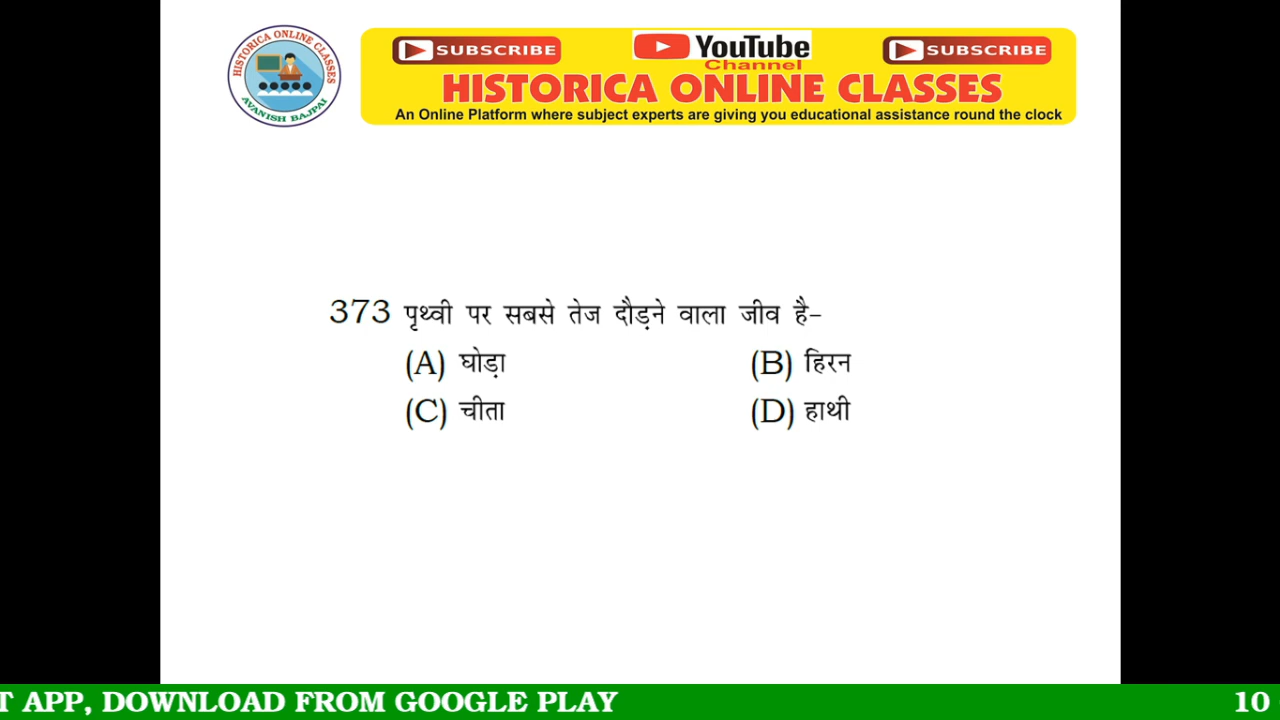 HISTORICA ONLINE CLASSES
AVANISH BAJPAI
SUBSCRIBE
YouTube
SUBSCRIBE
Channel
HISTORICA ONLINE CLASSES
An Online Platform where subject experts are giving you educational assistance round the clock
373 पृथ्वी पर सबसे तेज दौड़ने वाला जीव है-
(A) घोड़ा (B) हिरन
(C) चीता (D) हाथी
T APP, DOWNLOAD FROM GOOGLE PLAY 10